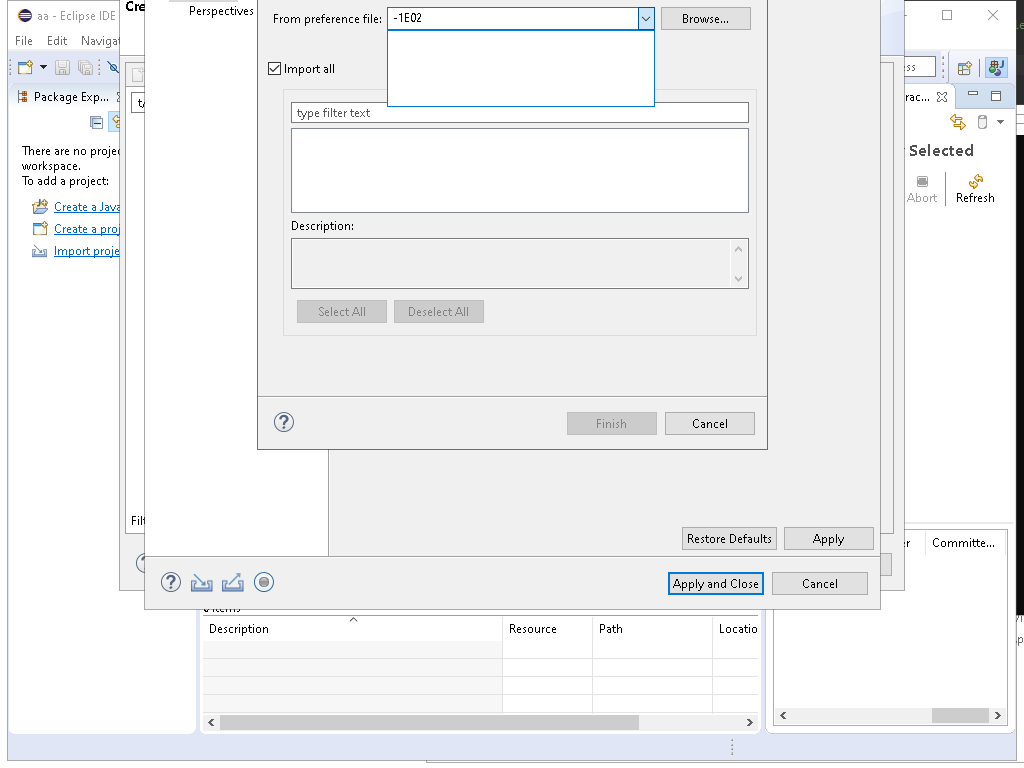 aa - Eclipse IDE
Cre
Perspectives
From preference file:
-1E02
Browse...
File Edit Navigat
Import all
ess
Package Exp...
rac...
t
type filter text
There are no projec
workspace.
To add a project:
Selected
Abort
Refresh
Create a Java
Create a proj
Import proje
Description:
Select All
Deselect All
Finish
Cancel
Filt
Restore Defaults
Apply
er
Committe...
Apply and Close
Cancel
Description
Resource
Path
Locatio